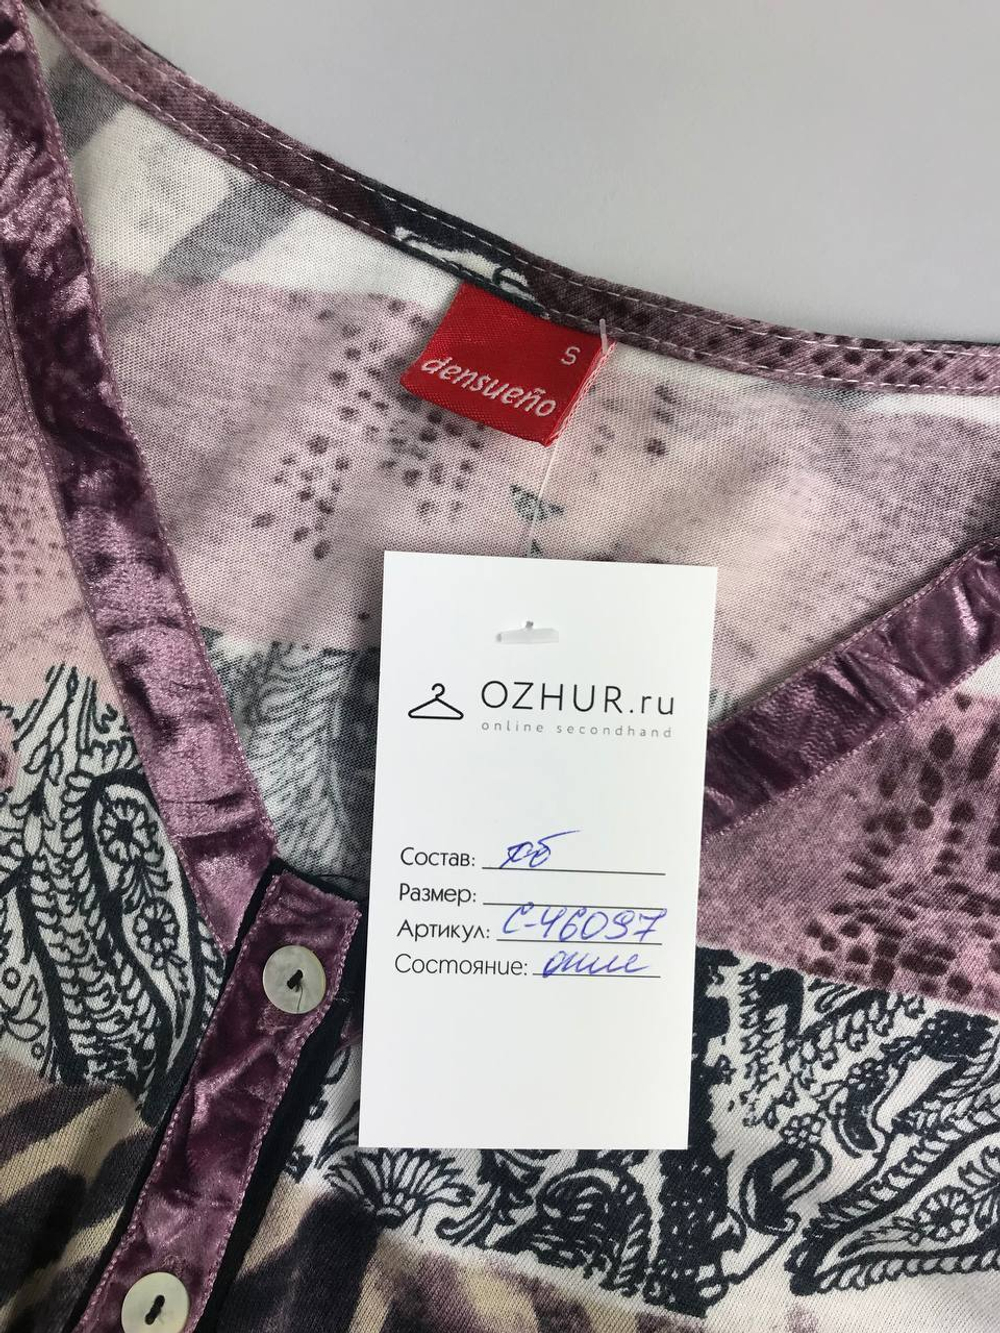 S
densueño
OZHUR.ru
online secondhand
Состав: хб
Размер:
Артикул: С-46097
Состояние: